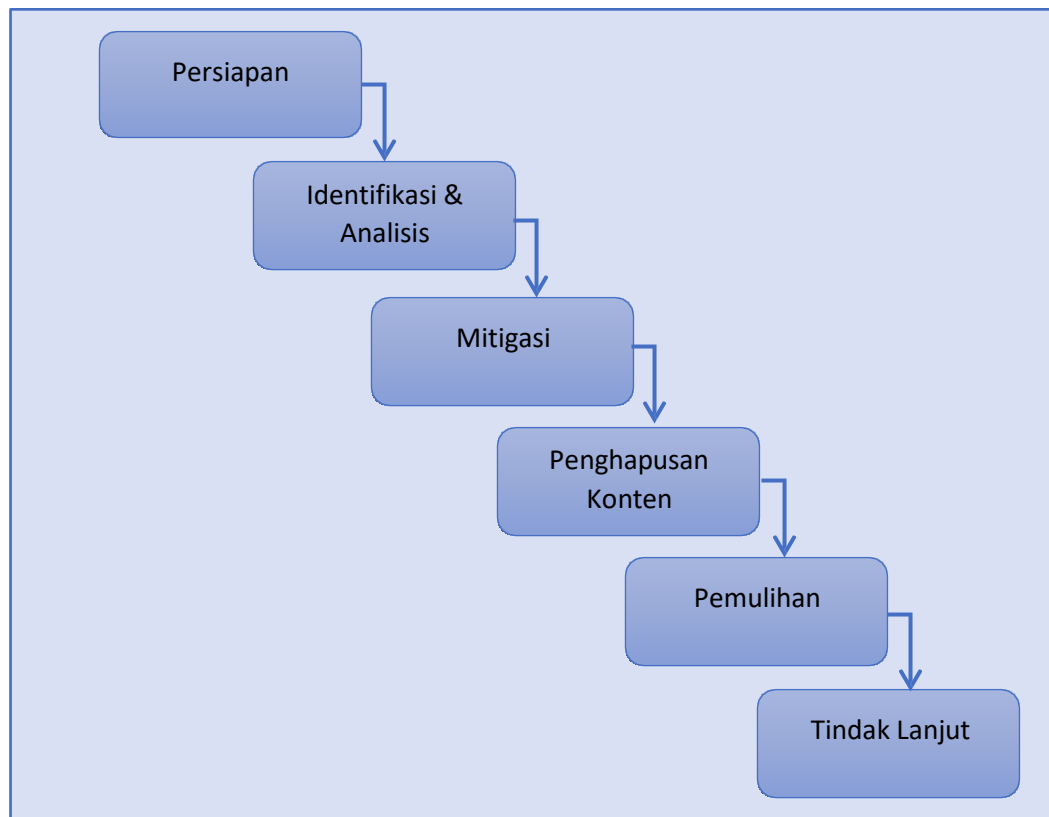 Persiapan
Identifikasi &
Analisis
Mitigasi
Penghapusan
Konten
Pemulihan
Tindak Lanjut